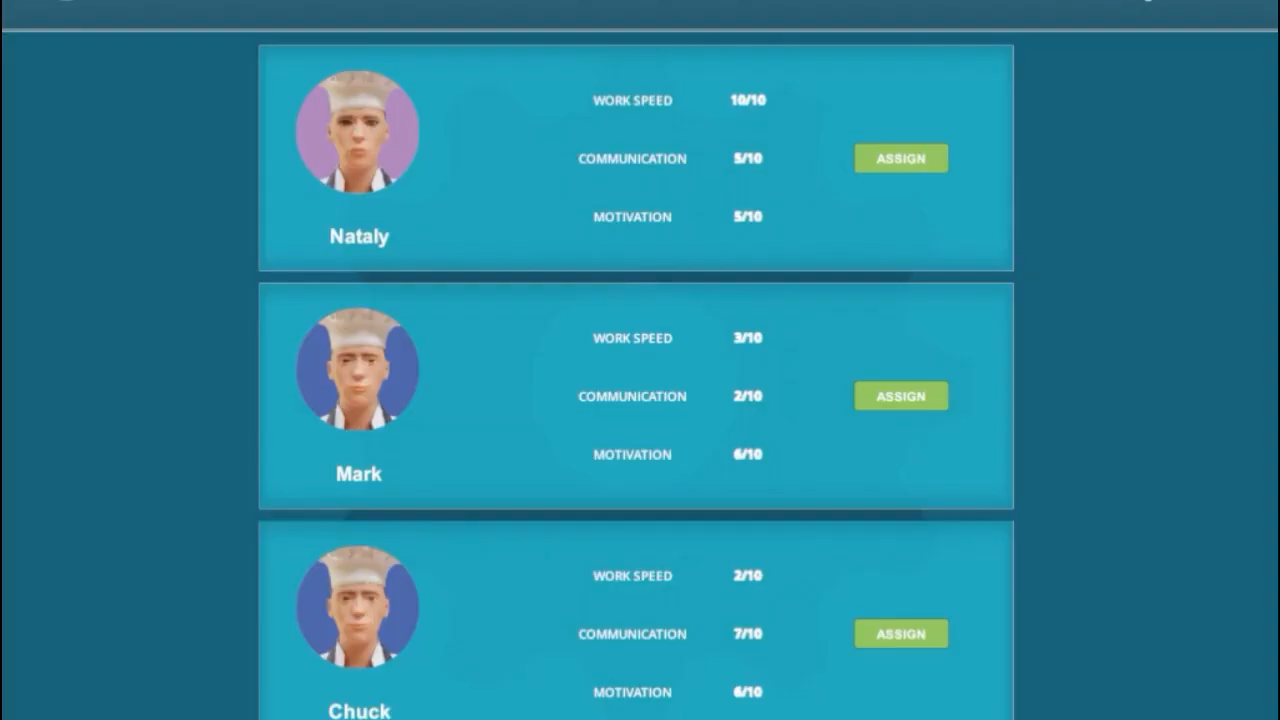 WORK SPEED 10/10
COMMUNICATION 5/10
ASSIGN
MOTIVATION 5/10
Nataly
WORK SPEED 3/10
COMMUNICATION 2/10
ASSIGN
MOTIVATION 6/10
Mark
WORK SPEED 2/10
COMMUNICATION 7/10
ASSIGN
MOTIVATION 6/10
Chuck